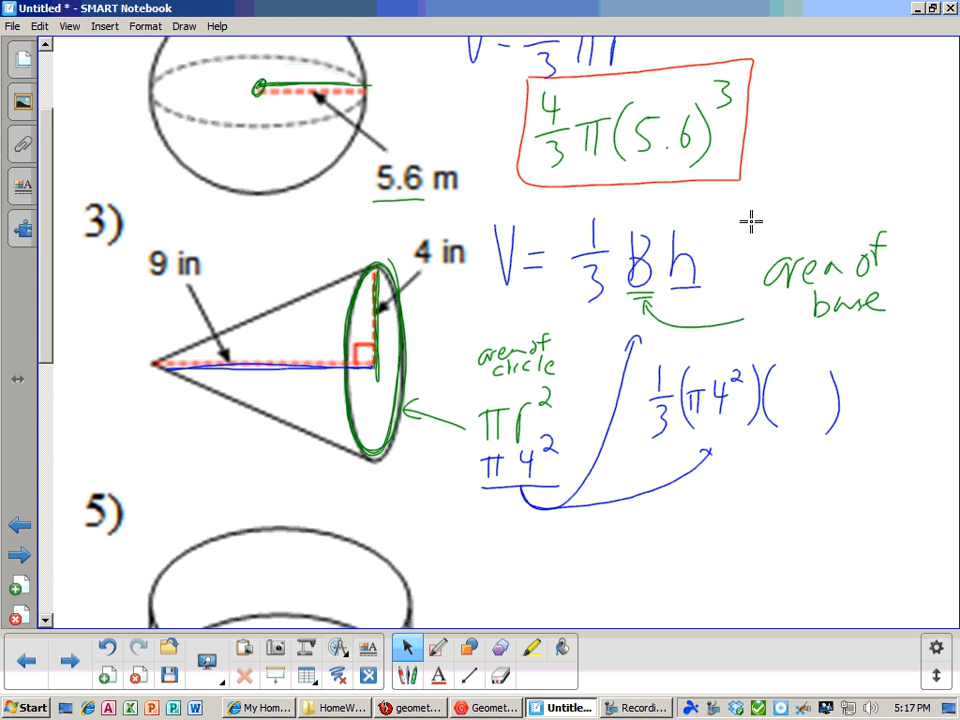 Untitled * - SMART Notebook
File Edit View Insert Format Draw Help
4/3 π(5.6)³
5.6 m
3)
9 in
4 in
V = 1/3 B h
area of
base
area of
circle
πr²
π4²
1/3 (π4²)( )
5)
Start
My Hom...
HomeW...
geomet...
Geomet...
Untitle...
Recordi...
5:17 PM